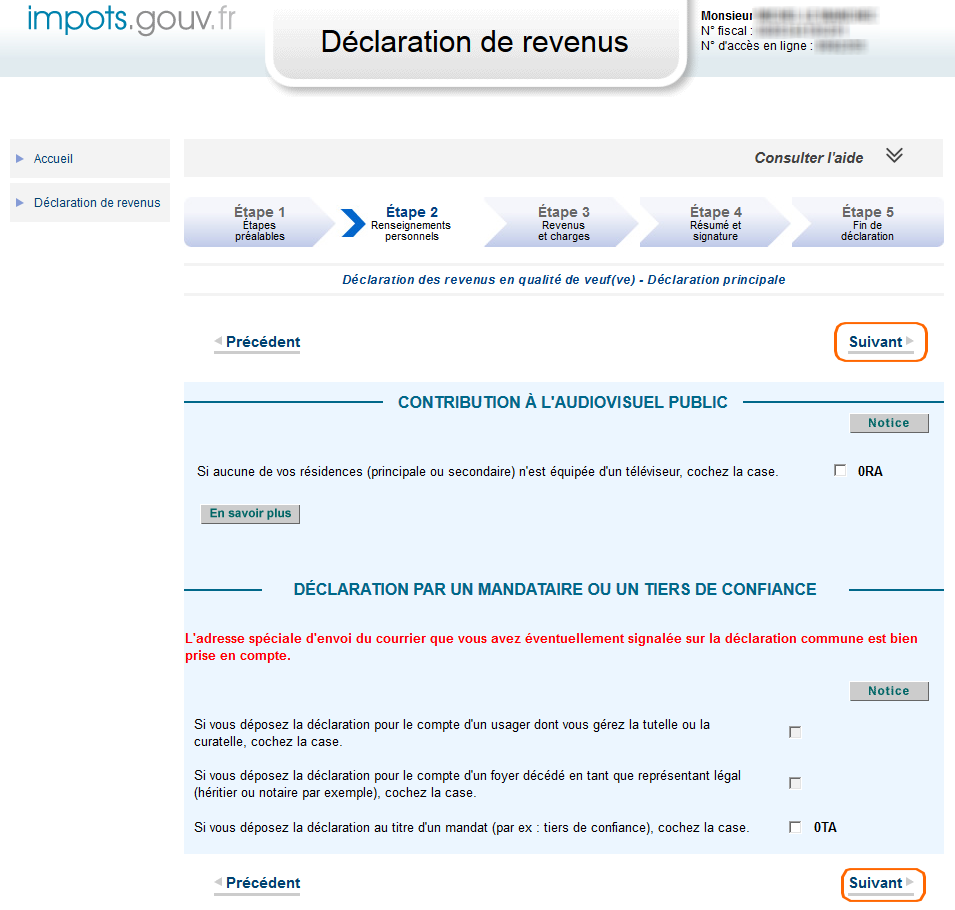 impots.gouv.fr
Déclaration de revenus
Monsieur
N° fiscal :
N° d'accès en ligne :
Accueil
Déclaration de revenus
Consulter l'aide
Étape 1
Étapes
préalables
Étape 2
Renseignements
personnels
Étape 3
Revenus
et charges
Étape 4
Résumé et
signature
Étape 5
Fin de
déclaration
Déclaration des revenus en qualité de veuf(ve) - Déclaration principale
Précédent
Suivant
CONTRIBUTION À L'AUDIOVISUEL PUBLIC
Notice
Si aucune de vos résidences (principale ou secondaire) n'est équipée d'un téléviseur, cochez la case.
0RA
En savoir plus
DÉCLARATION PAR UN MANDATAIRE OU UN TIERS DE CONFIANCE
L'adresse spéciale d'envoi du courrier que vous avez éventuellement signalée sur la déclaration commune est bien
prise en compte.
Notice
Si vous déposez la déclaration pour le compte d'un usager dont vous gérez la tutelle ou la
curatelle, cochez la case.
Si vous déposez la déclaration pour le compte d'un foyer décédé en tant que représentant légal
(héritier ou notaire par exemple), cochez la case.
Si vous déposez la déclaration au titre d'un mandat (par ex : tiers de confiance), cochez la case.
0TA
Précédent
Suivant